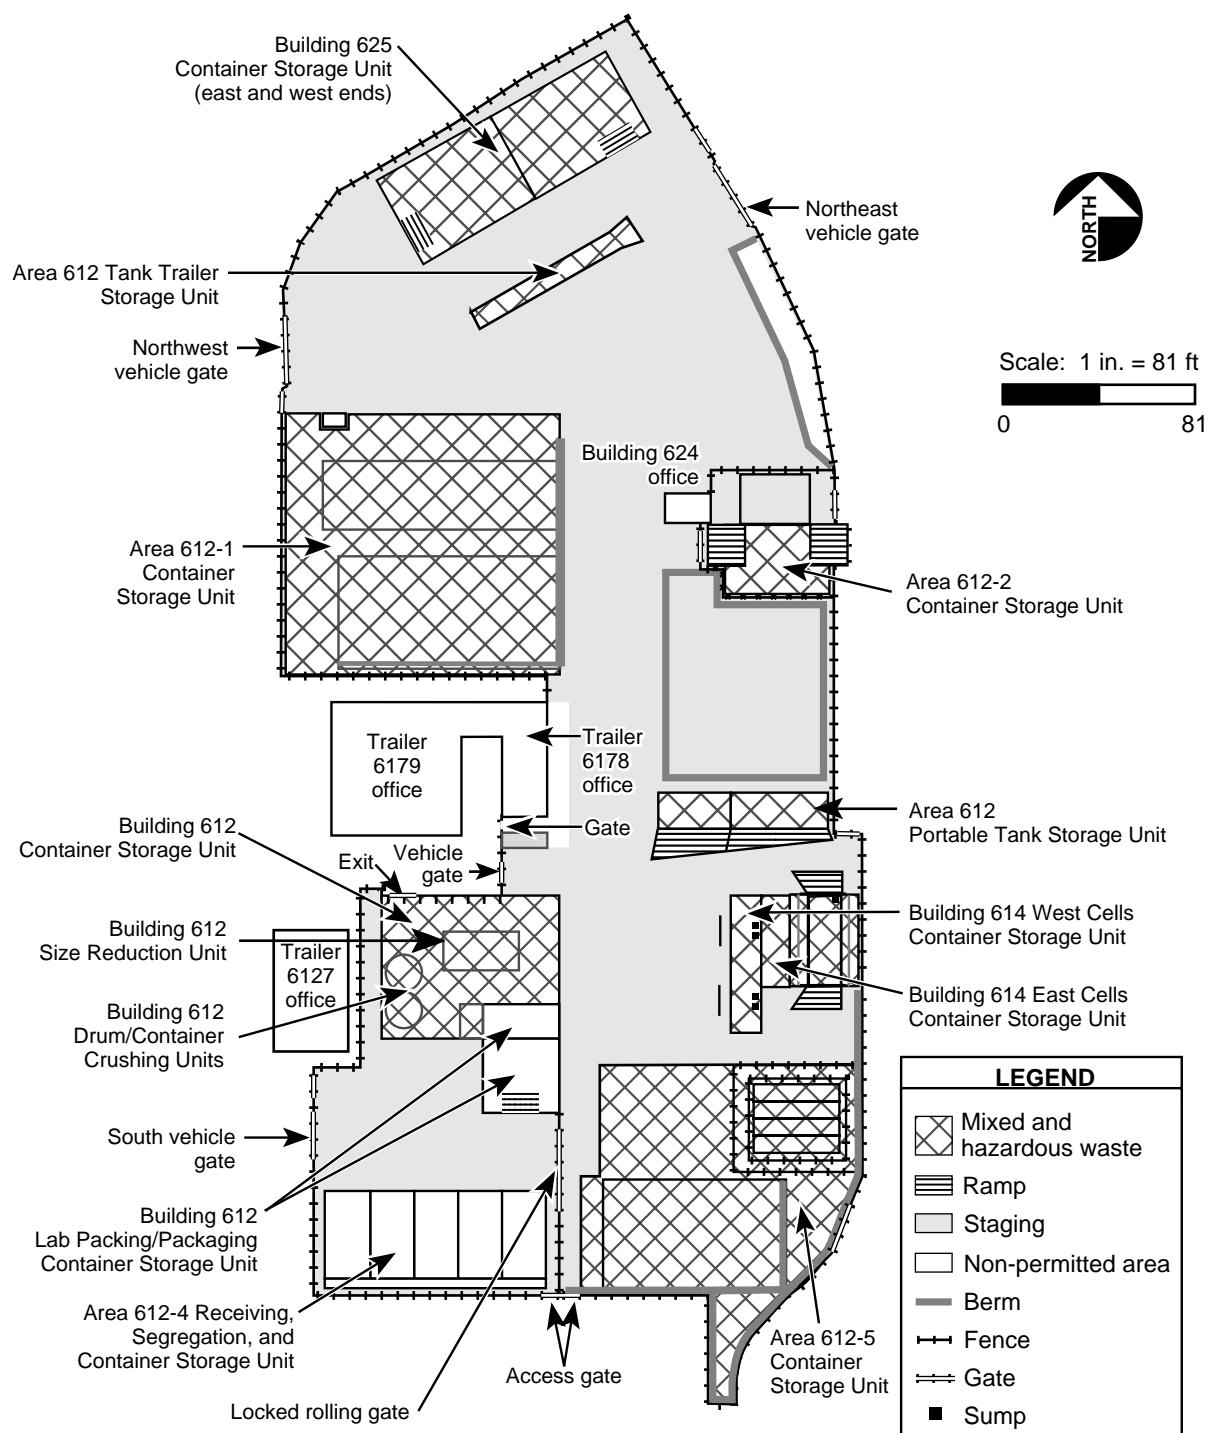 Building 625
Container Storage Unit
(east and west ends)
Northeast
vehicle gate
NORTH
Area 612 Tank Trailer
Storage Unit
Northwest
vehicle gate
Scale: 1 in. = 81 ft
0 81
Building 624
office
Area 612-1
Container
Storage Unit
Area 612-2
Container Storage Unit
Trailer
6179
office
Trailer
6178
office
Building 612
Container Storage Unit
Gate
Area 612
Portable Tank Storage Unit
Exit
Vehicle
gate
Building 612
Size Reduction Unit
Trailer
6127
office
Building 614 West Cells
Container Storage Unit
Building 612
Drum/Container
Crushing Units
Building 614 East Cells
Container Storage Unit
South vehicle
gate
Building 612
Lab Packing/Packaging
Container Storage Unit
Area 612-4 Receiving,
Segregation, and
Container Storage Unit
Locked rolling gate
Access gate
Area 612-5
Container
Storage Unit
LEGEND
Mixed and
hazardous waste
Ramp
Staging
Non-permitted area
Berm
Fence
Gate
Sump